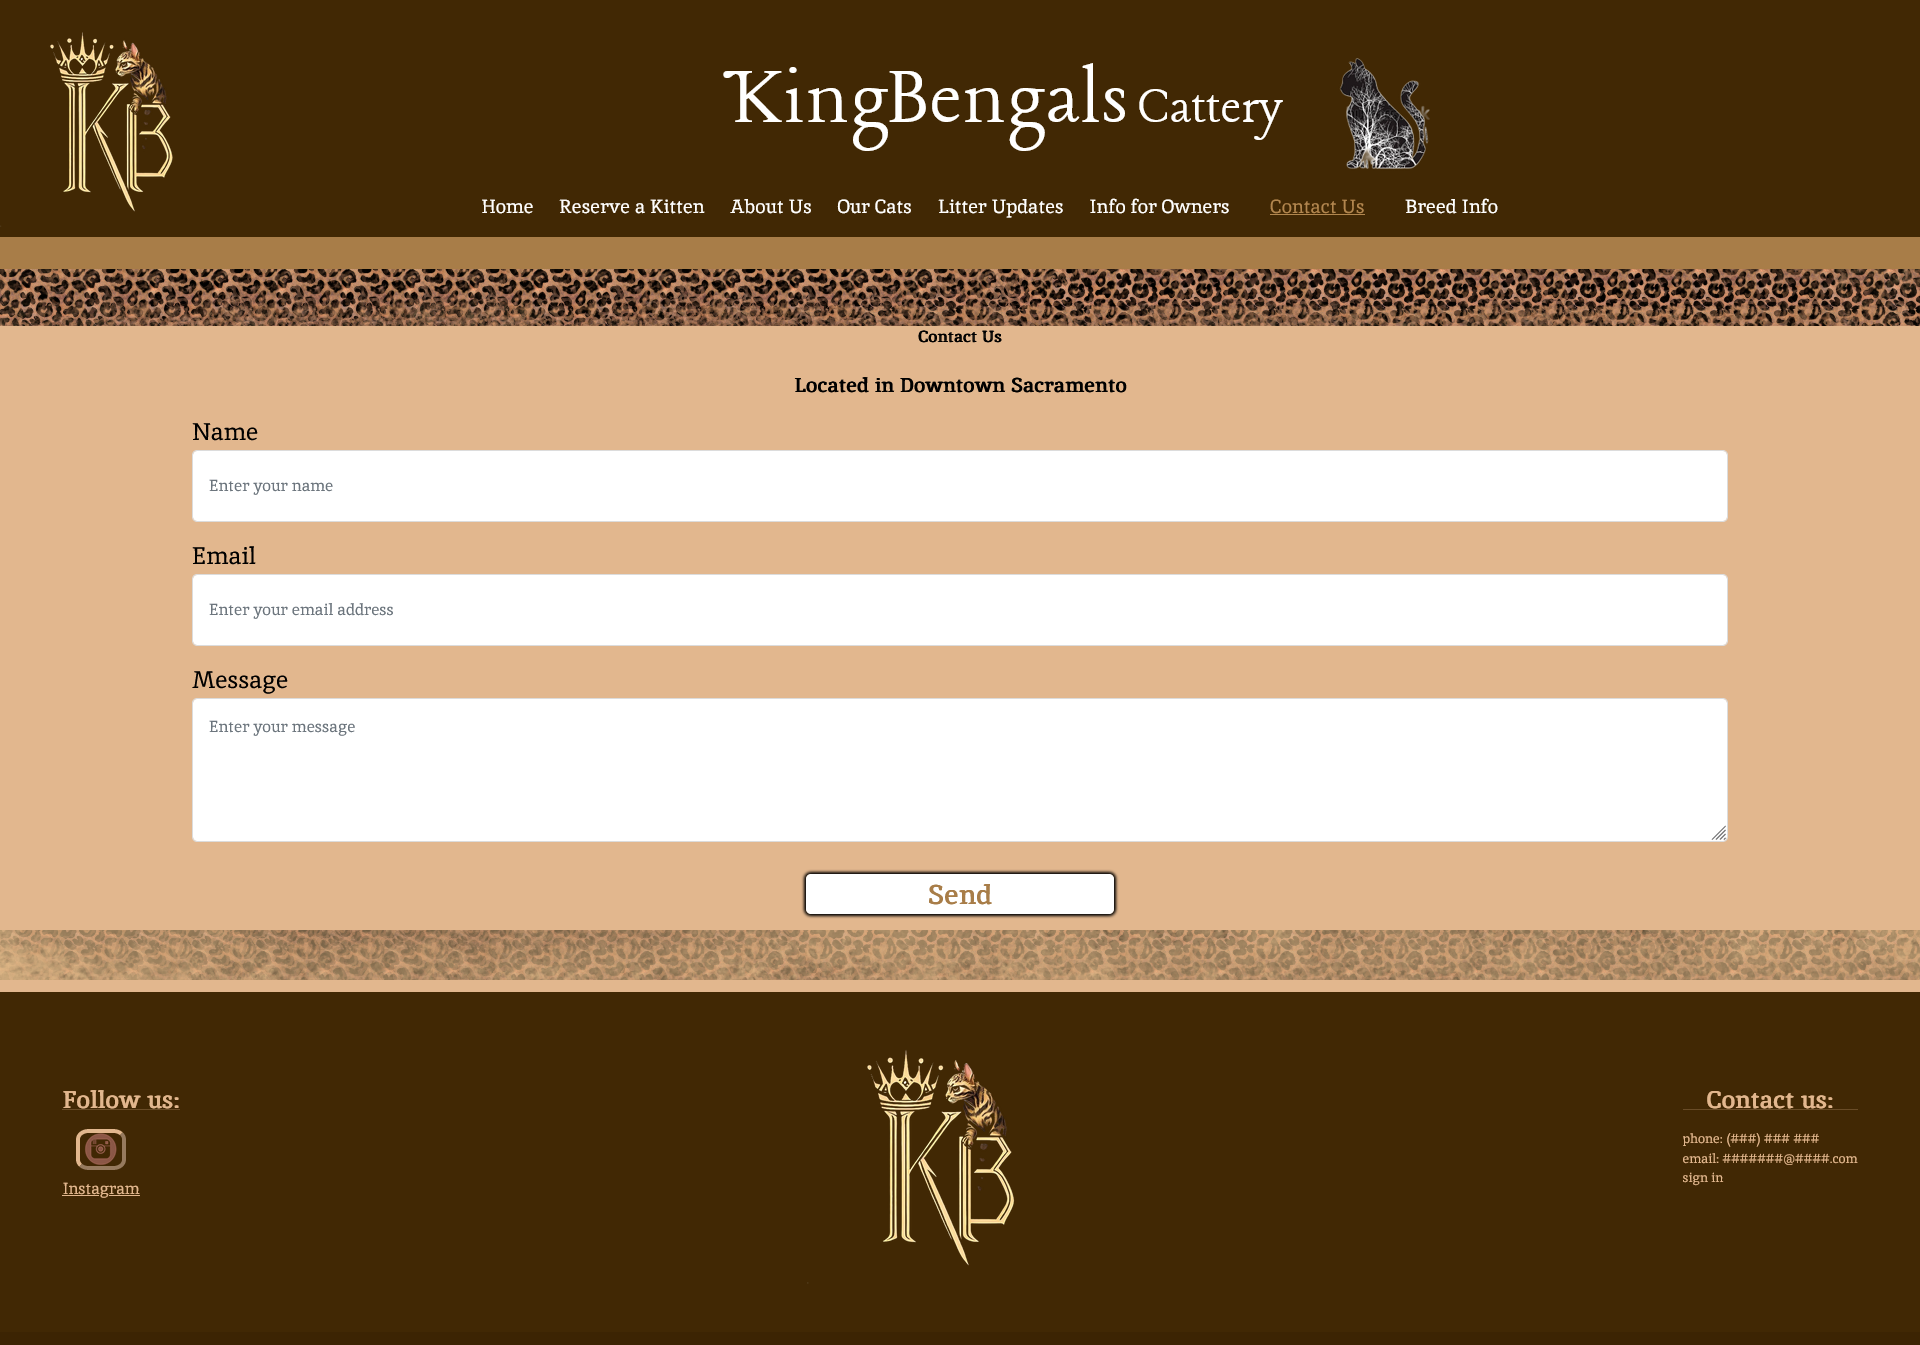 KB
KingBengals Cattery
Home Reserve a Kitten About Us Our Cats Litter Updates Info for Owners Contact Us Breed Info
Contact Us
Located in Downtown Sacramento
Name
Enter your name
Email
Enter your email address
Message
Enter your message
Send
Follow us:
Instagram
KB
Contact us:
phone: (###) ### ###
email: #######@####.com
sign in